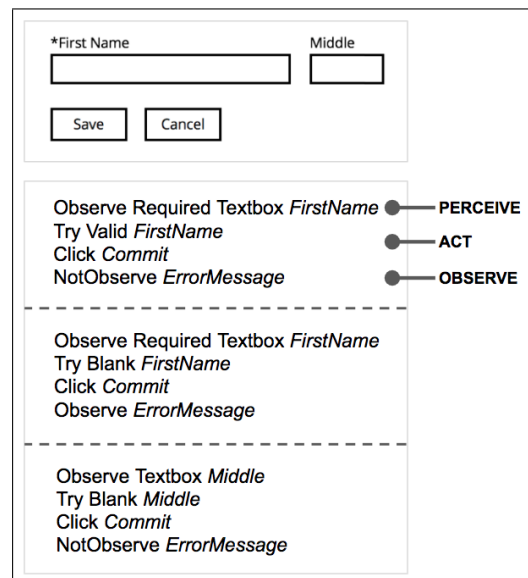 *First Name Middle
Save Cancel
Observe Required Textbox FirstName PERCEIVE
Try Valid FirstName ACT
Click Commit
NotObserve ErrorMessage OBSERVE
Observe Required Textbox FirstName
Try Blank FirstName
Click Commit
Observe ErrorMessage
Observe Textbox Middle
Try Blank Middle
Click Commit
NotObserve ErrorMessage